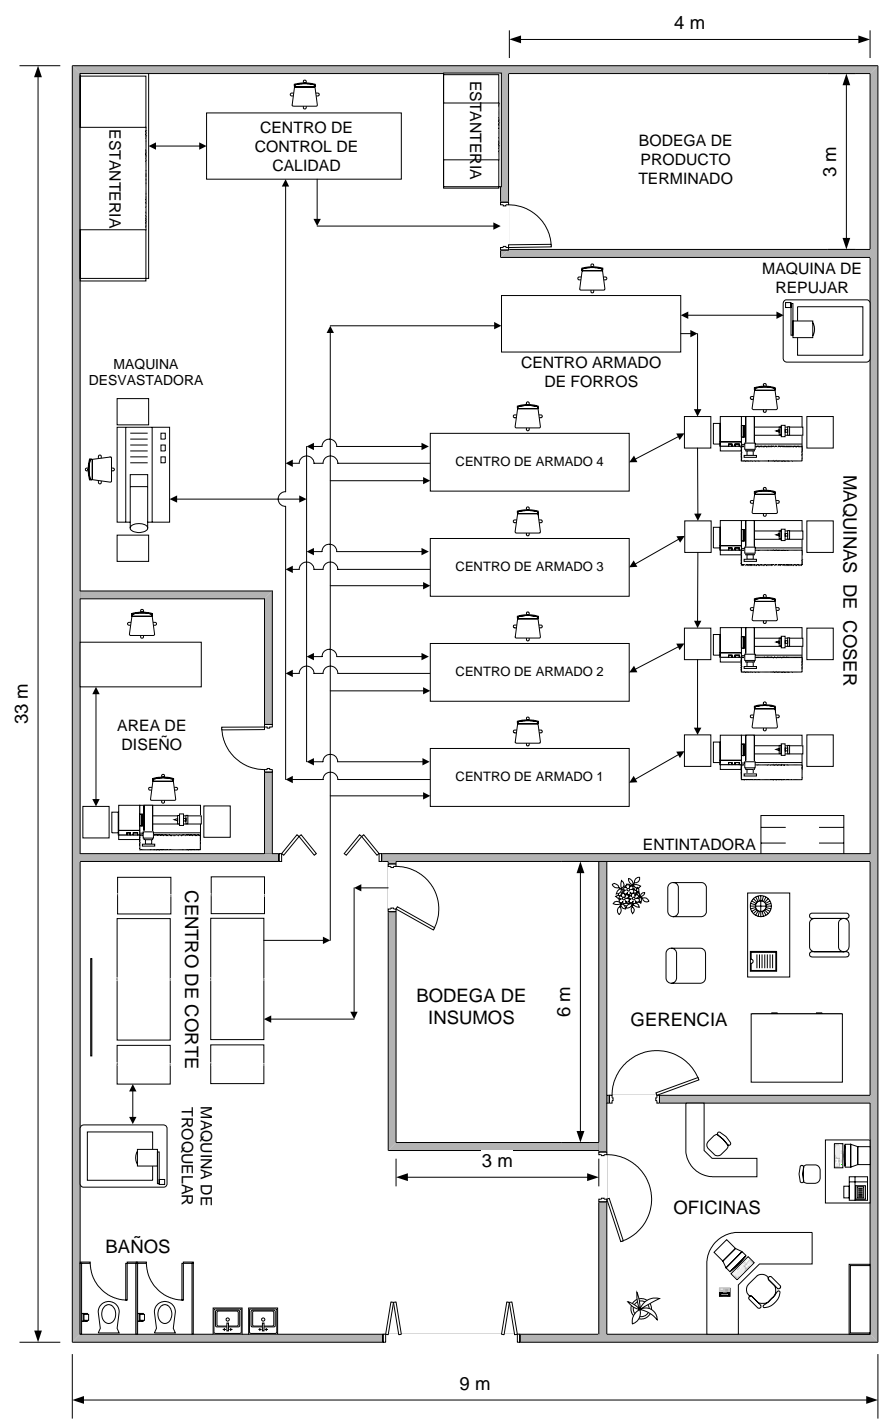 4 m
CENTRO DE
CONTROL DE
CALIDAD
ESTANTERIA
ESTANTERIA
BODEGA DE
PRODUCTO
TERMINADO
3 m
MAQUINA DE
REPUJAR
MAQUINA
DESVASTADORA
CENTRO ARMADO
DE FORROS
CENTRO DE ARMADO 4
MAQUINAS DE COSER
CENTRO DE ARMADO 3
CENTRO DE ARMADO 2
33 m
AREA DE
DISEÑO
CENTRO DE ARMADO 1
ENTINTADORA
CENTRO DE CORTE
BODEGA DE
INSUMOS
6 m
GERENCIA
MAQUINA DE
TROQUELAR
3 m
OFICINAS
BAÑOS
9 m